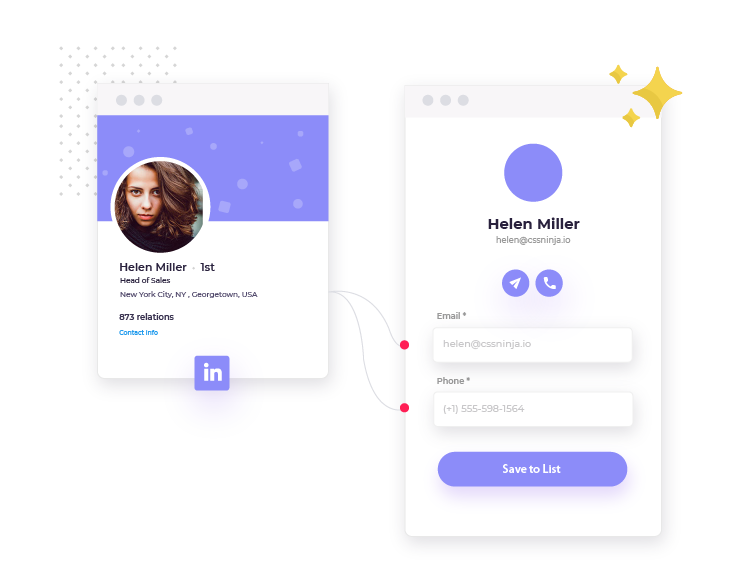 Helen Miller · 1st
Head of Sales
New York City, NY , Georgetown, USA
873 relations
Contact info
in
Helen Miller
helen@cssninja.io
Email *
helen@cssninja.io
Phone *
(+1) 555-598-1564
Save to List